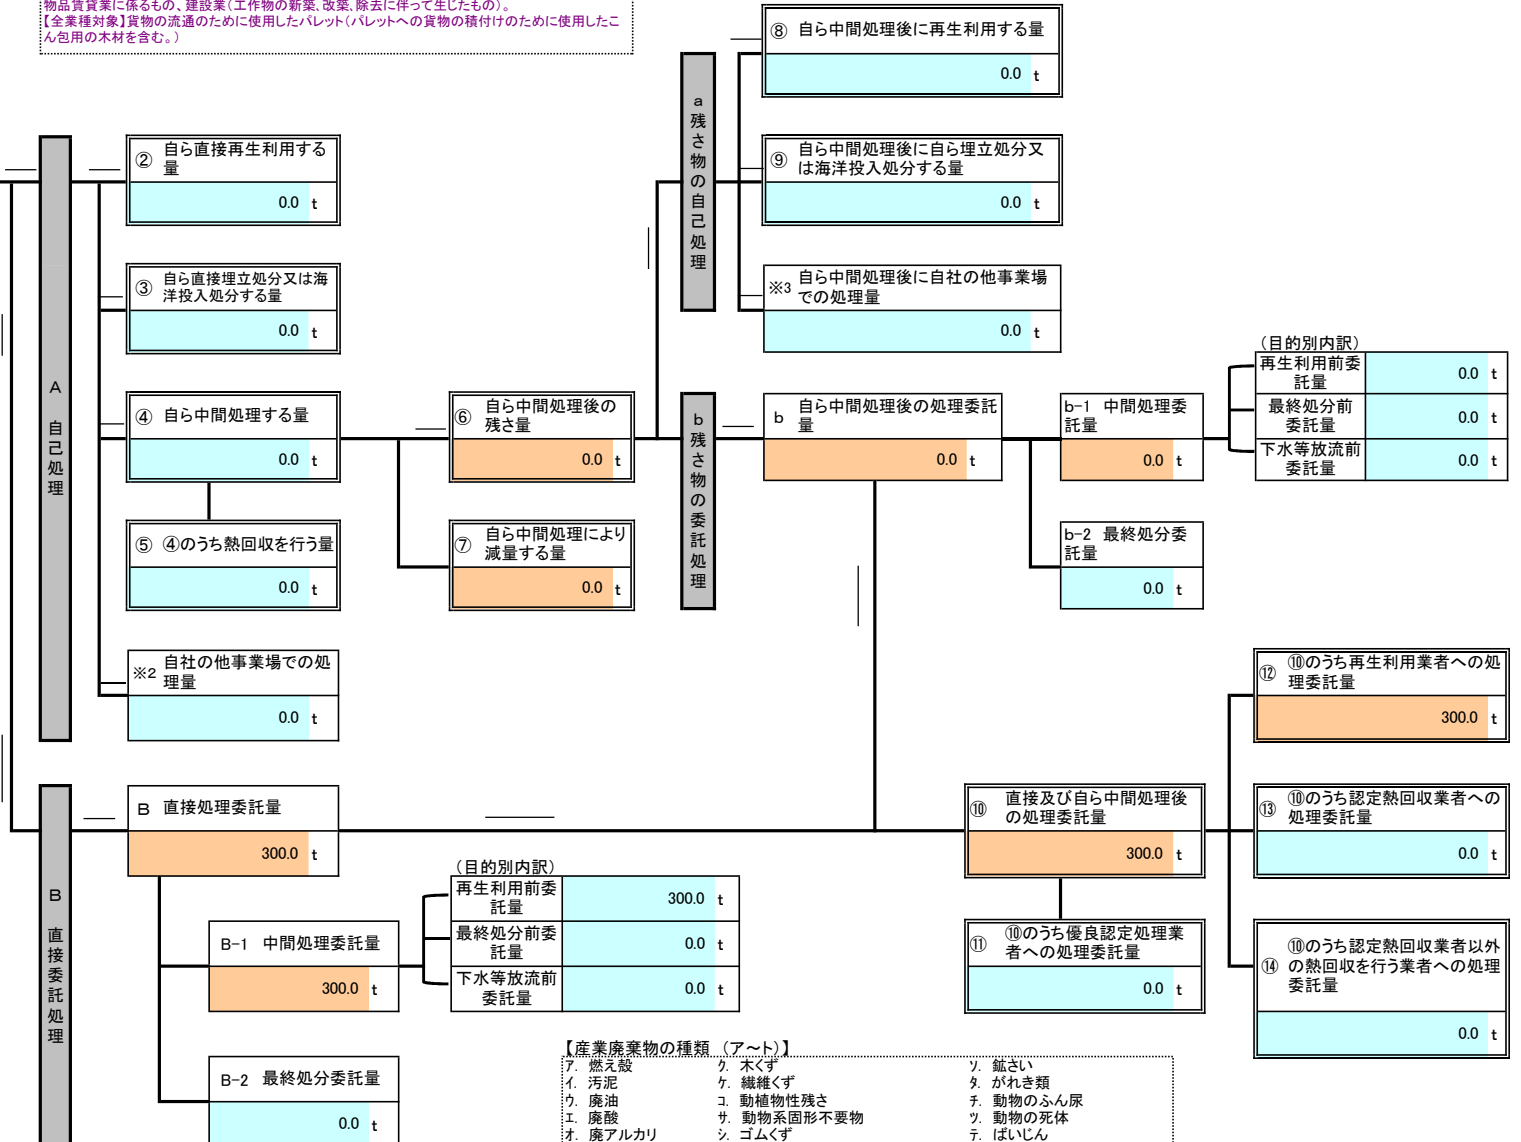 物品賃貸業に係るもの、建設業（工作物の新築、改築、除去に伴って生じたもの）。
【全業種対象】貨物の流通のために使用したパレット（パレットへの貨物の積付けのために使用したこ
ん包用の木材を含む。）
⑧ 自ら中間処理後に再生利用する量
0.0 t
a 残さ物の自己処理
⑨ 自ら中間処理後に自ら埋立処分又
は海洋投入処分する量
0.0 t
※3 自ら中間処理後に自社の他事業場
での処理量
0.0 t
A 自己処理
② 自ら直接再生利用する
量
0.0 t
③ 自ら直接埋立処分又は海
洋投入処分する量
0.0 t
④ 自ら中間処理する量
0.0 t
⑤ ④のうち熱回収を行う量
0.0 t
※2 自社の他事業場での処
理量
0.0 t
⑥ 自ら中間処理後の
残さ量
0.0 t
⑦ 自ら中間処理により
減量する量
0.0 t
b 残さ物の委託処理
b 自ら中間処理後の処理委託
量
0.0 t
b-1 中間処理委
託量
0.0 t
b-2 最終処分委
託量
0.0 t
（目的別内訳）
再生利用前委
託量
0.0 t
最終処分前
委託量
0.0 t
下水等放流前
委託量
0.0 t
B 直接委託処理
B 直接処理委託量
300.0 t
B-1 中間処理委託量
300.0 t
B-2 最終処分委託量
0.0 t
（目的別内訳）
再生利用前委
託量
300.0 t
最終処分前委
託量
0.0 t
下水等放流前
委託量
0.0 t
⑩ 直接及び自ら中間処理後
の処理委託量
300.0 t
⑪ ⑩のうち優良認定処理業
者への処理委託量
0.0 t
⑫ ⑩のうち再生利用業者への処
理委託量
300.0 t
⑬ ⑩のうち認定熱回収業者への
処理委託量
0.0 t
⑭ ⑩のうち認定熱回収業者以外
の熱回収を行う業者への処理
委託量
0.0 t
【産業廃棄物の種類 （ア～ト）】
ア. 燃え殻 ク. 木くず ソ. 鉱さい
イ. 汚泥 ケ. 繊維くず タ. がれき類
ウ. 廃油 コ. 動植物性残さ チ. 動物のふん尿
エ. 廃酸 サ. 動物系固形不要物 ツ. 動物の死体
オ. 廃アルカリ シ. ゴムくず テ. ばいじん